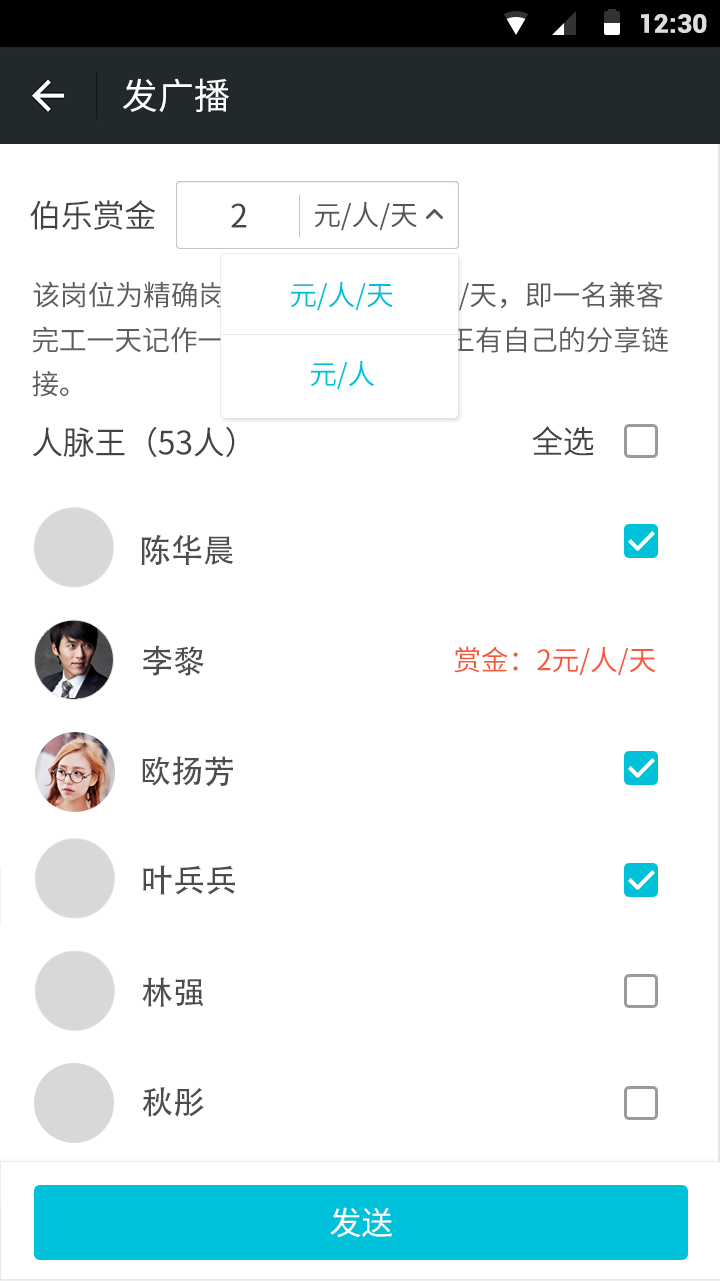 12:30
发广播
伯乐赏金 2 元/人/天
元/人/天
元/人
该岗位为精确岗 /天，即一名兼客
完工一天记作一 王有自己的分享链
接。
人脉王（53人） 全选
陈华晨
李黎 赏金：2元/人/天
欧扬芳
叶兵兵
林强
秋彤
发送